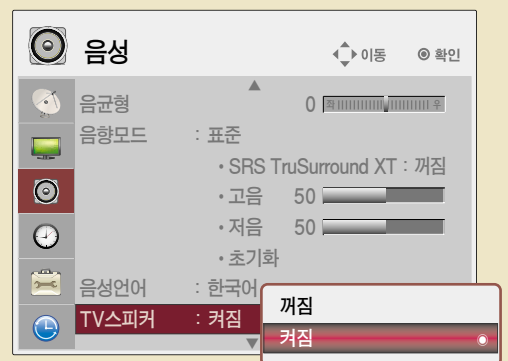 음성 이동 확인
음균형 0 좌 우
음향모드 : 표준
• SRS TruSurround XT : 꺼짐
• 고음 50
• 저음 50
• 초기화
음성언어 : 한국어
TV스피커 : 켜짐
꺼짐
켜짐